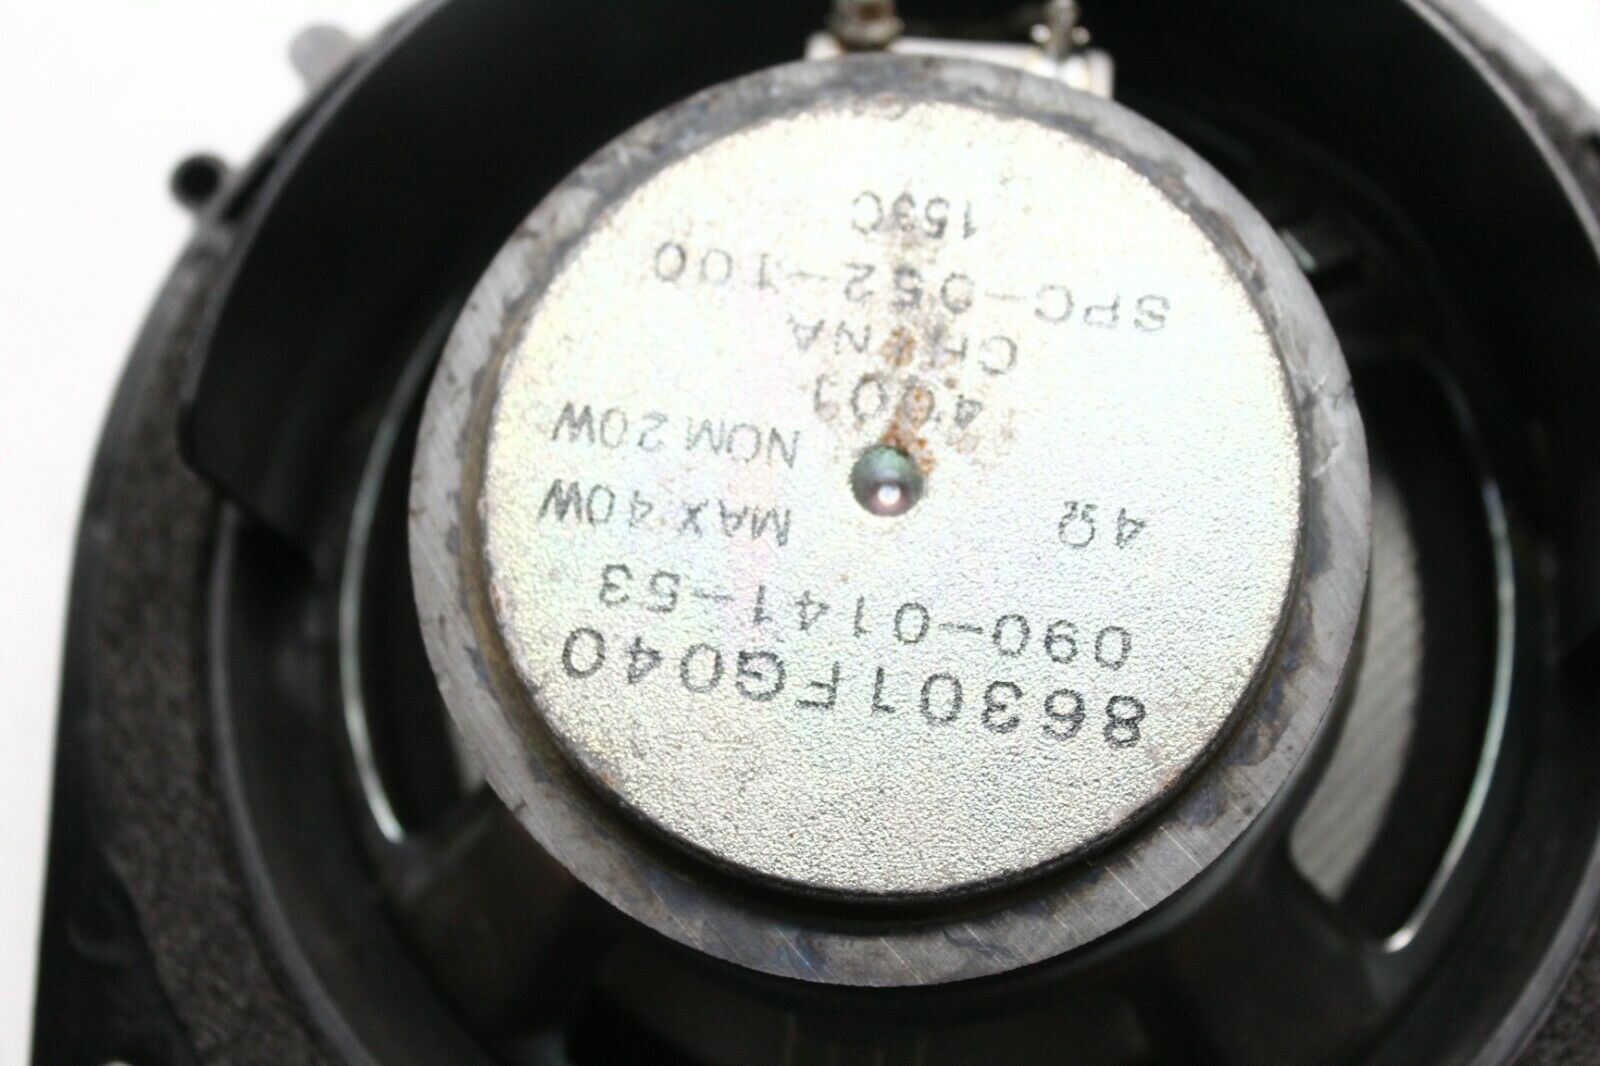 86301FG040
090-0141-53
4Ω MAX 40W
NOM 20W
4001
CHINA
SPC-052-100
153C